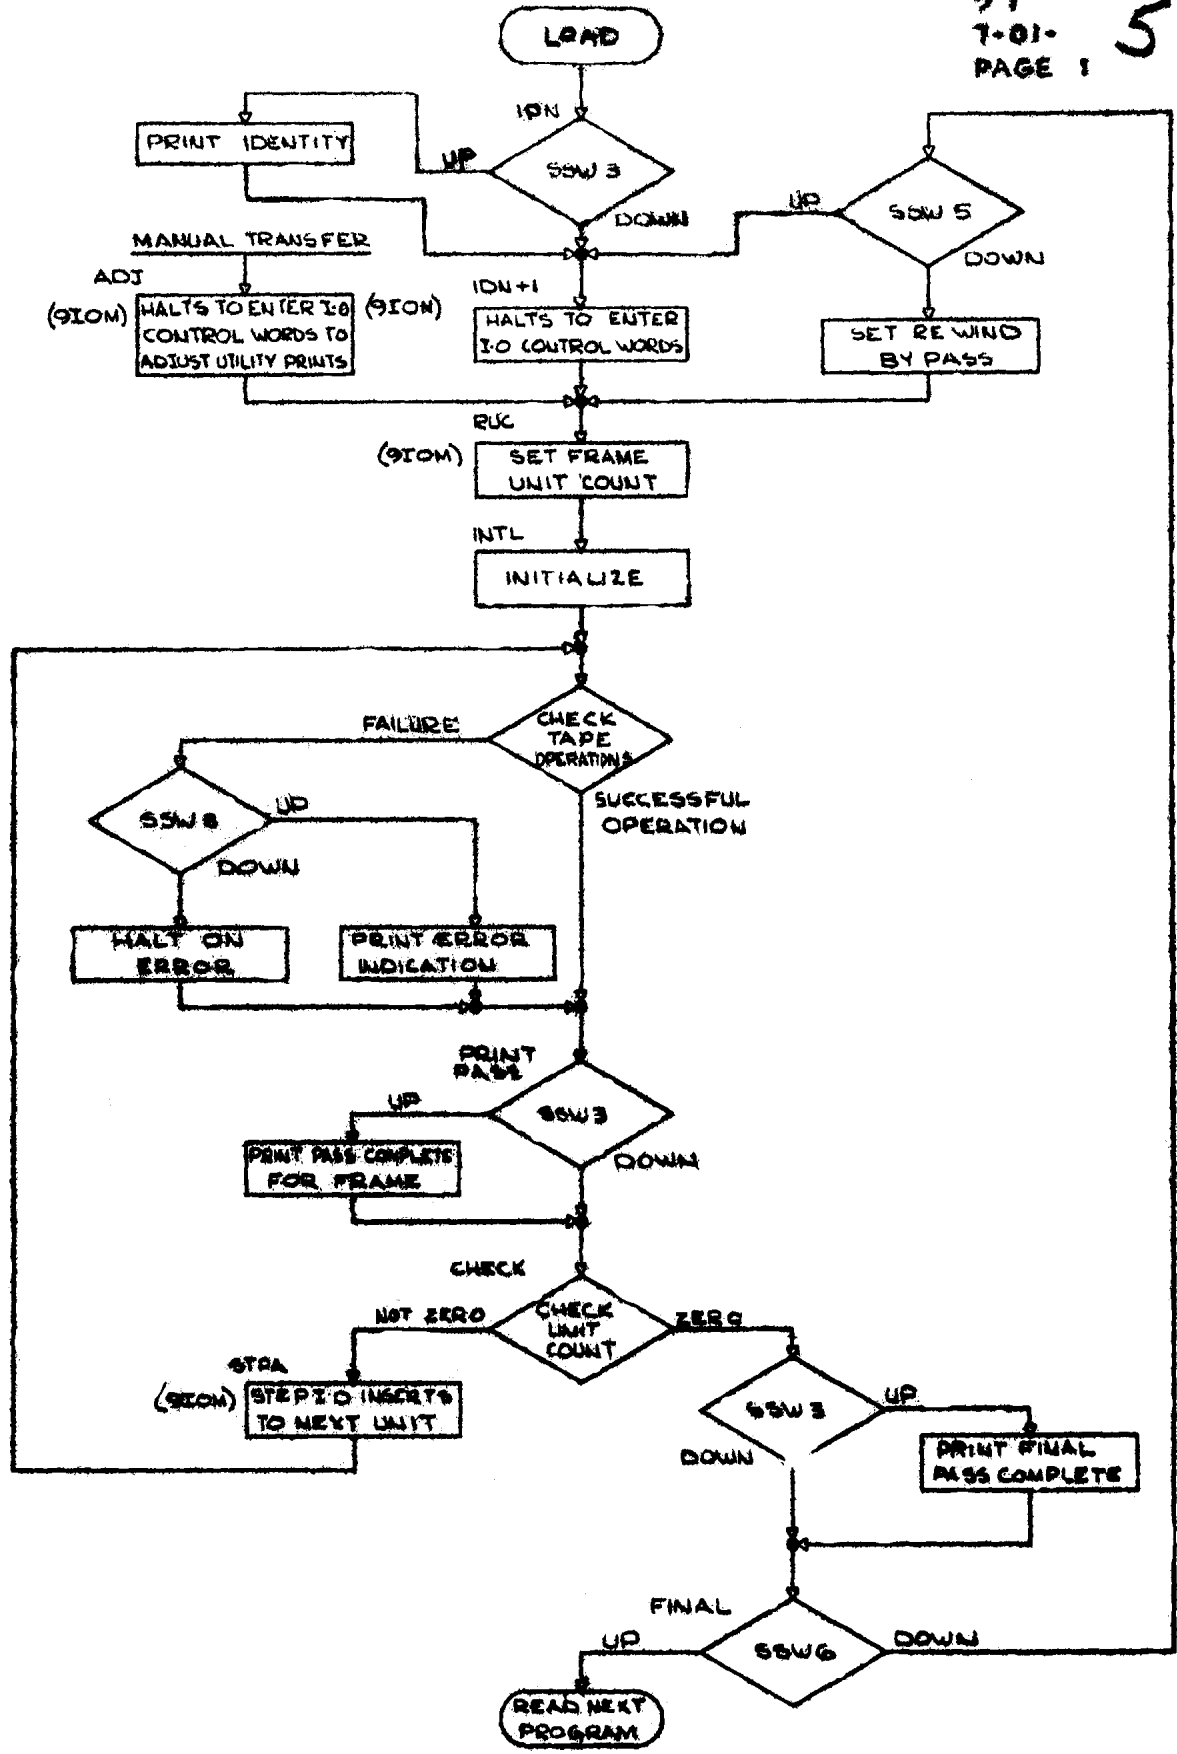 LOAD
7-01-
PAGE 1
5
IDN
PRINT IDENTITY
UP
SSW 3
DOWN
UP
SSW 5
DOWN
MANUAL TRANSFER
ADJ
(9IOM)
HALTS TO ENTER I-O
CONTROL WORDS TO
ADJUST UTILITY PRINTS
(9IOM)
IDN+1
HALTS TO ENTER
I-O CONTROL WORDS
SET REWIND
BY PASS
RUC
(9IOM)
SET FRAME
UNIT COUNT
INTL
INITIALIZE
FAILURE
CHECK
TAPE
OPERATIONS
SUCCESSFUL
OPERATION
SSW 8
UP
DOWN
HALT ON
ERROR
PRINT ERROR
INDICATION
PRINT
PASS
UP
SSW 3
DOWN
PRINT PASS COMPLETE
FOR FRAME
CHECK
NOT ZERO
CHECK
UNIT
COUNT
ZERO
STPA
(9IOM)
STEP I-O INSERTS
TO NEXT UNIT
SSW 3
UP
DOWN
PRINT FINAL
PASS COMPLETE
FINAL
UP
SSW 6
DOWN
READ NEXT
PROGRAM